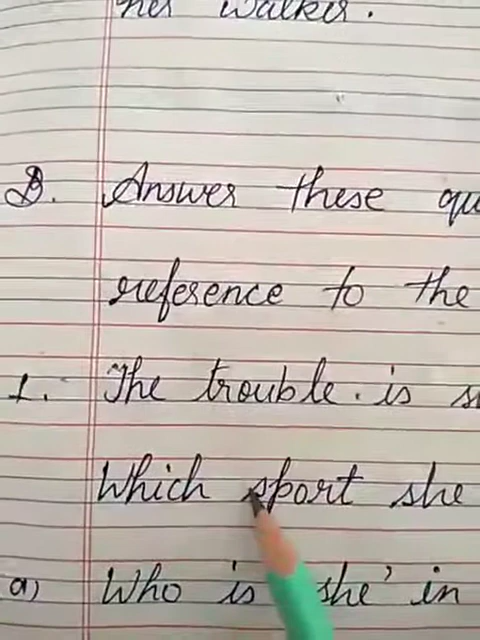 her walker.
B. Answer these
reference to the
1. The trouble. is
Which sport she
a) Who is she' in